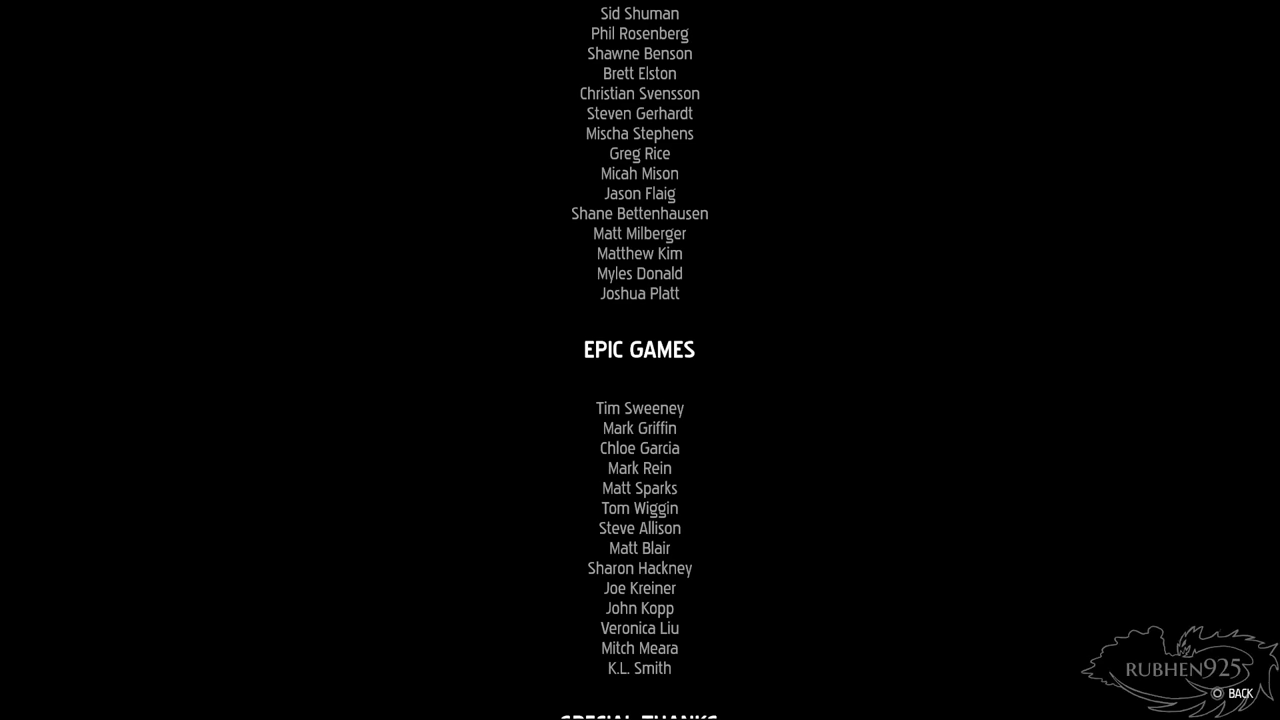 Sid Shuman
Phil Rosenberg
Shawne Benson
Brett Elston
Christian Svensson
Steven Gerhardt
Mischa Stephens
Greg Rice
Micah Mison
Jason Flaig
Shane Bettenhausen
Matt Milberger
Matthew Kim
Myles Donald
Joshua Platt
EPIC GAMES
Tim Sweeney
Mark Griffin
Chloe Garcia
Mark Rein
Matt Sparks
Tom Wiggin
Steve Allison
Matt Blair
Sharon Hackney
Joe Kreiner
John Kopp
Veronica Liu
Mitch Meara
K.L. Smith
RUBHEN925
BACK
SPECIAL THANKS